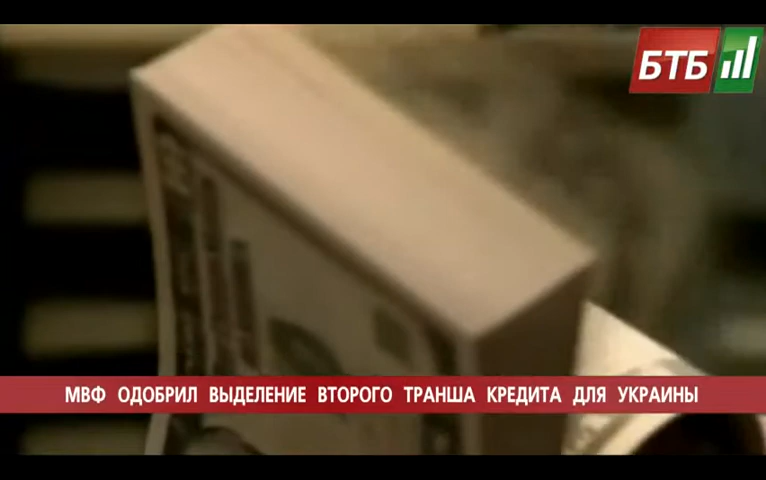 БТБ
МВФ ОДОБРИЛ ВЫДЕЛЕНИЕ ВТОРОГО ТРАНША КРЕДИТА ДЛЯ УКРАИНЫ